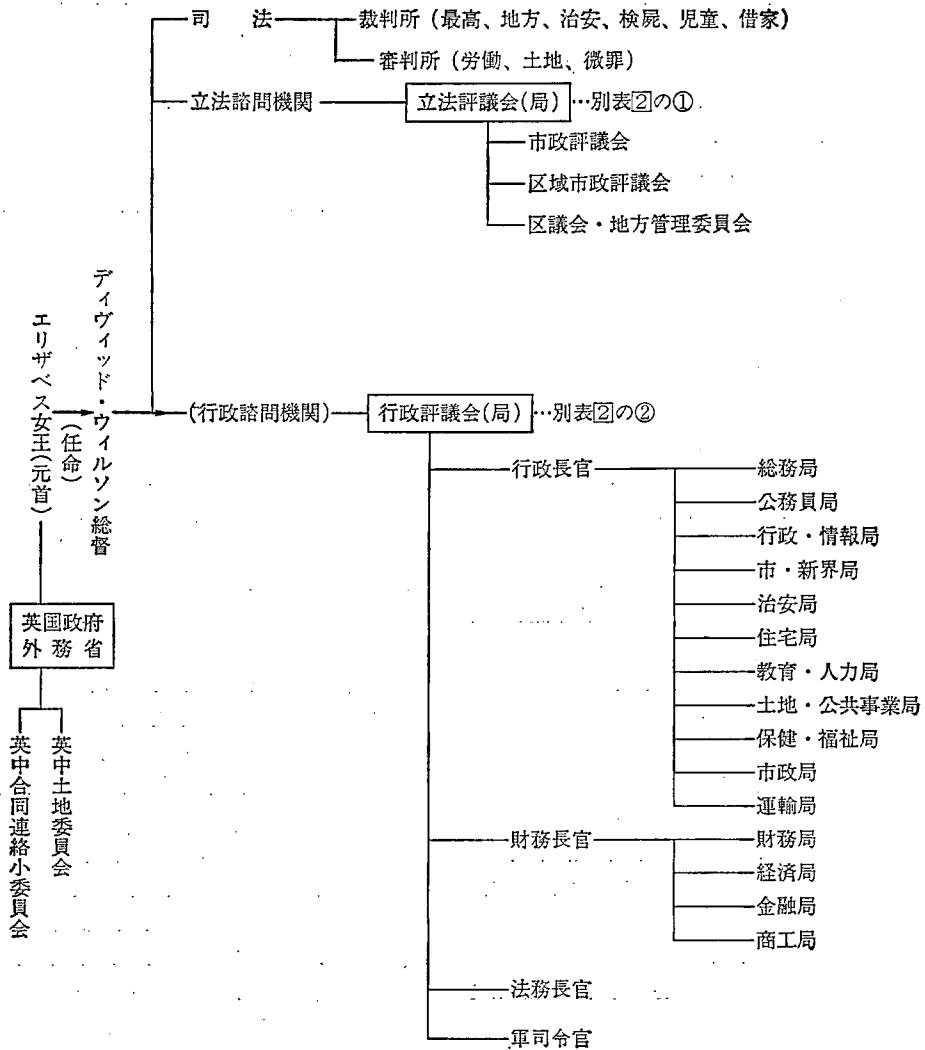 司　法
裁判所（最高、地方、治安、検屍、児童、借家）
審判所（労働、土地、微罪）
立法諮問機関
立法評議会(局)
…別表2の①
市政評議会
区域市政評議会
区議会・地方管理委員会
エリザベス女王(元首)
(任命)
ディヴィッド・ウィルソン総督
(行政諮問機関)
行政評議会(局)
…別表2の②
行政長官
総務局
公務員局
行政・情報局
市・新界局
治安局
住宅局
教育・人力局
土地・公共事業局
保健・福祉局
市政局
運輸局
財務長官
財務局
経済局
金融局
商工局
法務長官
軍司令官
英国政府
外務省
英中土地委員会
英中合同連絡小委員会